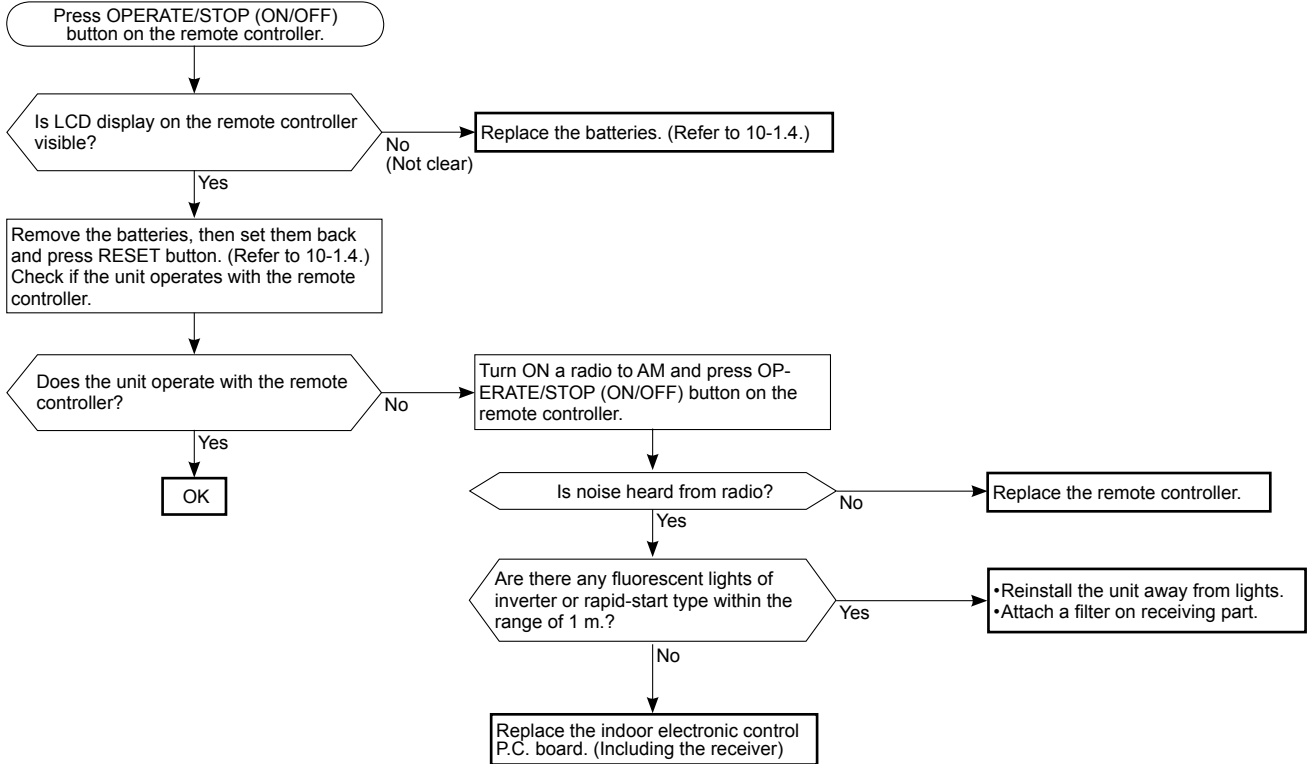 Press OPERATE/STOP (ON/OFF)
button on the remote controller.
Is LCD display on the remote controller
visible?
No
(Not clear)
Replace the batteries. (Refer to 10-1.4.)
Yes
Remove the batteries, then set them back
and press RESET button. (Refer to 10-1.4.)
Check if the unit operates with the remote
controller.
Does the unit operate with the remote
controller?
No
Turn ON a radio to AM and press OP-
ERATE/STOP (ON/OFF) button on the
remote controller.
Yes
OK
Is noise heard from radio?
No
Replace the remote controller.
Yes
Are there any fluorescent lights of
inverter or rapid-start type within the
range of 1 m.?
Yes
•Reinstall the unit away from lights.
•Attach a filter on receiving part.
No
Replace the indoor electronic control
P.C. board. (Including the receiver)